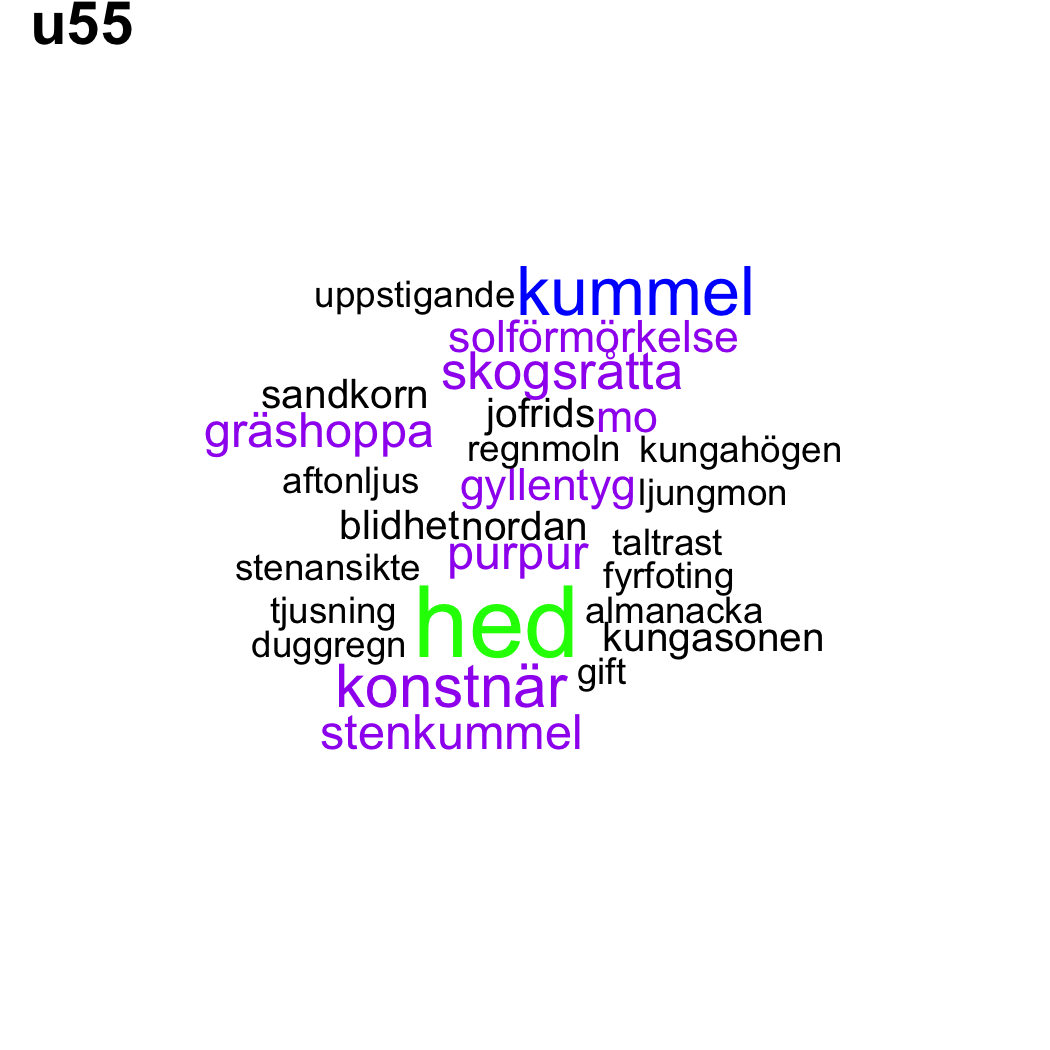 u55
uppstigande kummel
solförmörkelse
skogsråtta
sandkorn
jofrids mo
gräshoppa
regnmoln kungahögen
aftonljus gyllentyg ljungmon
blidhet nordan
purpur taltrast
stenansikte fyrfoting
tjusning hed almanacka
duggregn kungasonen
konstnär gift
stenkummel